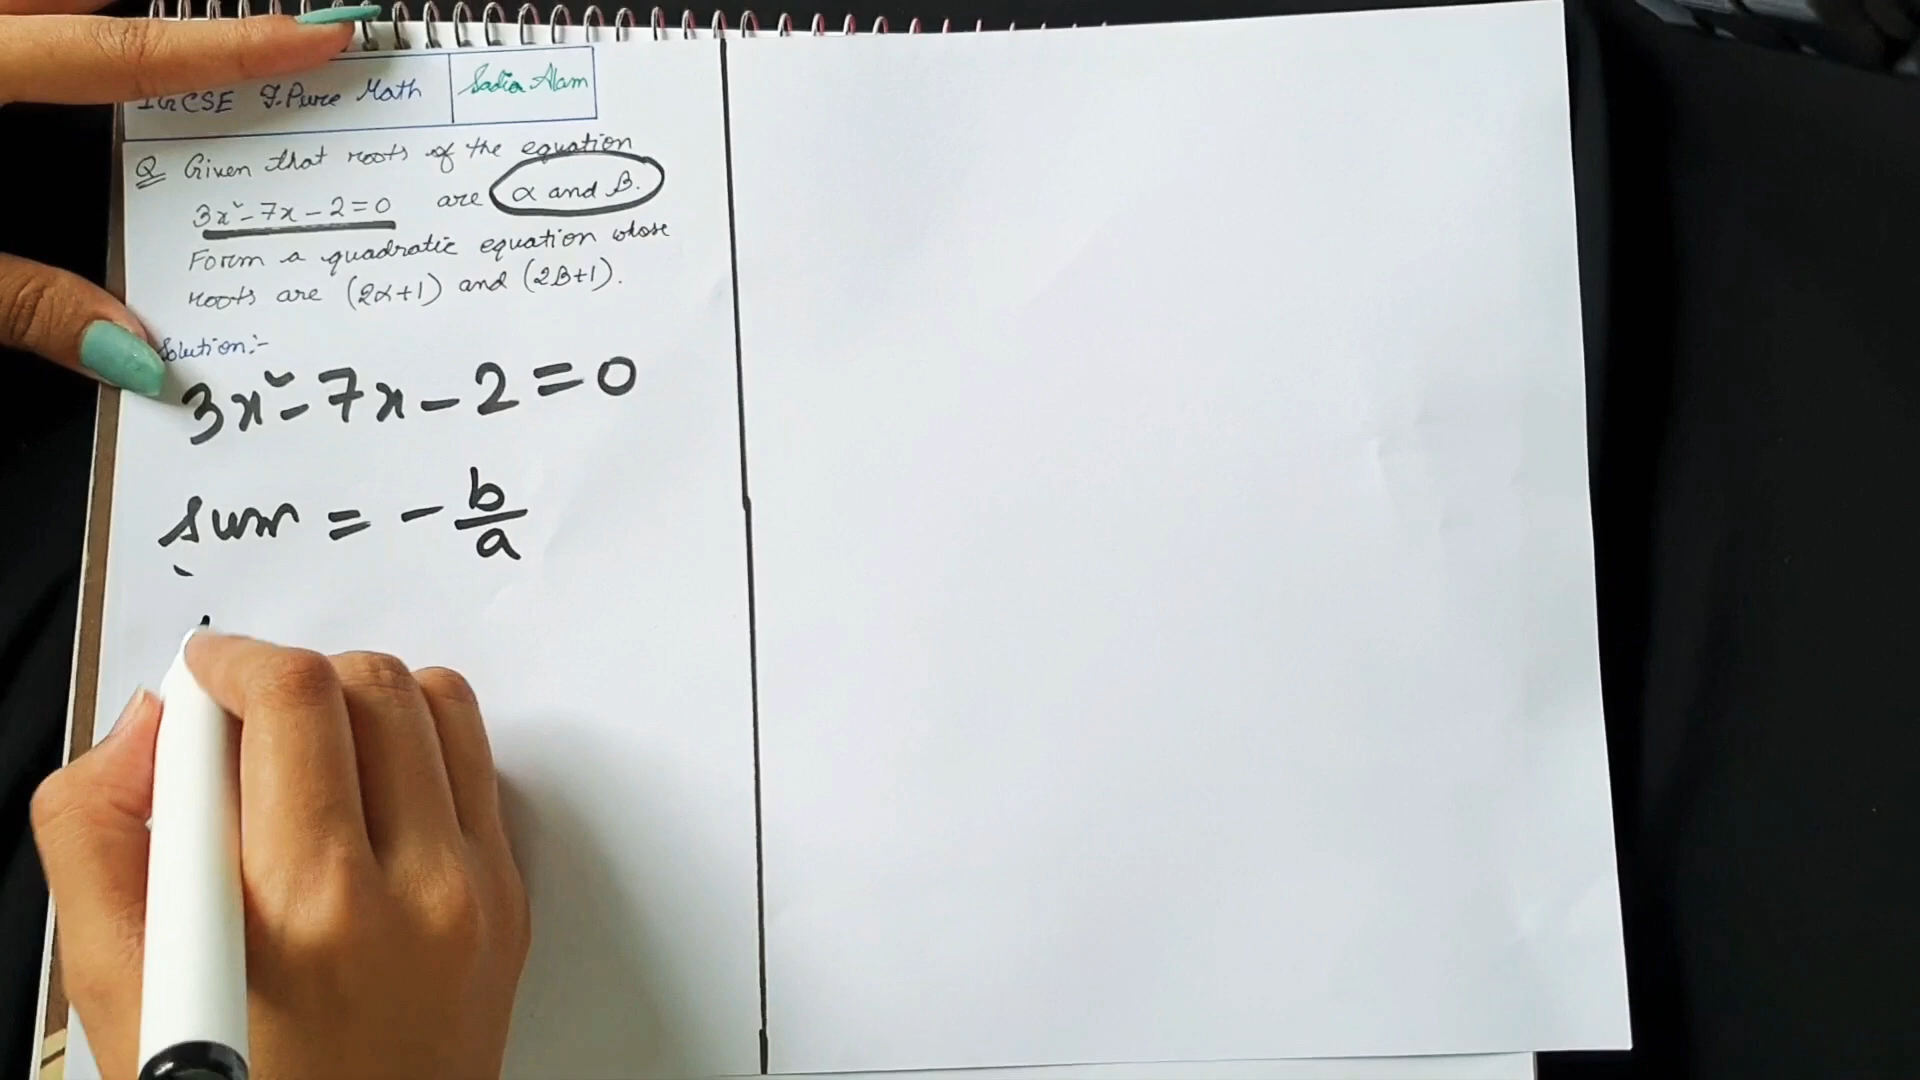 IGCSE F.Pure Math
Sadia Alam
Q Given that roots of the equation
3x²-7x-2=0 are α and β.
Form a quadratic equation whose
roots are (2α+1) and (2β+1).
Solution:-
3x²-7x-2=0
sum = - b/a